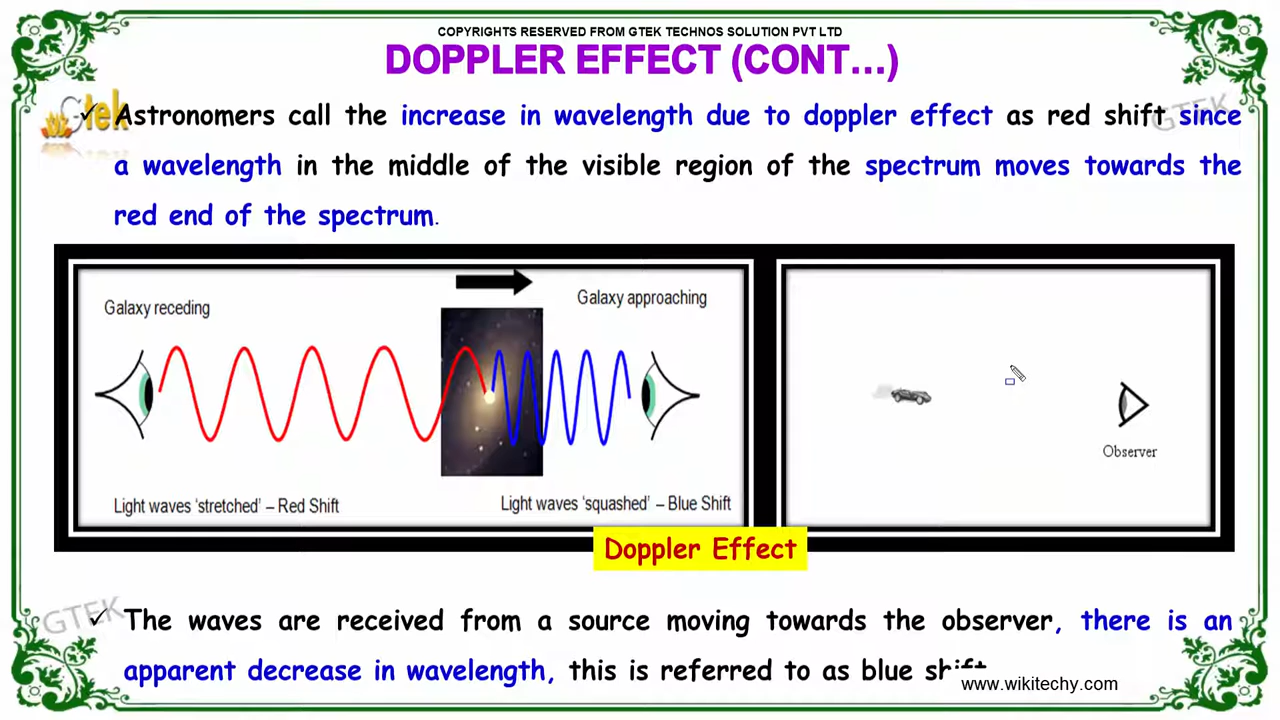 COPYRIGHTS RESERVED FROM GTEK TECHNOS SOLUTION PVT LTD
DOPPLER EFFECT (CONT...)
Gtek
GTEK
✓ Astronomers call the increase in wavelength due to doppler effect as red shift since
a wavelength in the middle of the visible region of the spectrum moves towards the
red end of the spectrum.
Galaxy receding
Galaxy approaching
Light waves ‘stretched’ – Red Shift
Light waves ‘squashed’ – Blue Shift
Observer
Doppler Effect
GTEK
✓ The waves are received from a source moving towards the observer, there is an
apparent decrease in wavelength, this is referred to as blue shift
www.wikitechy.com